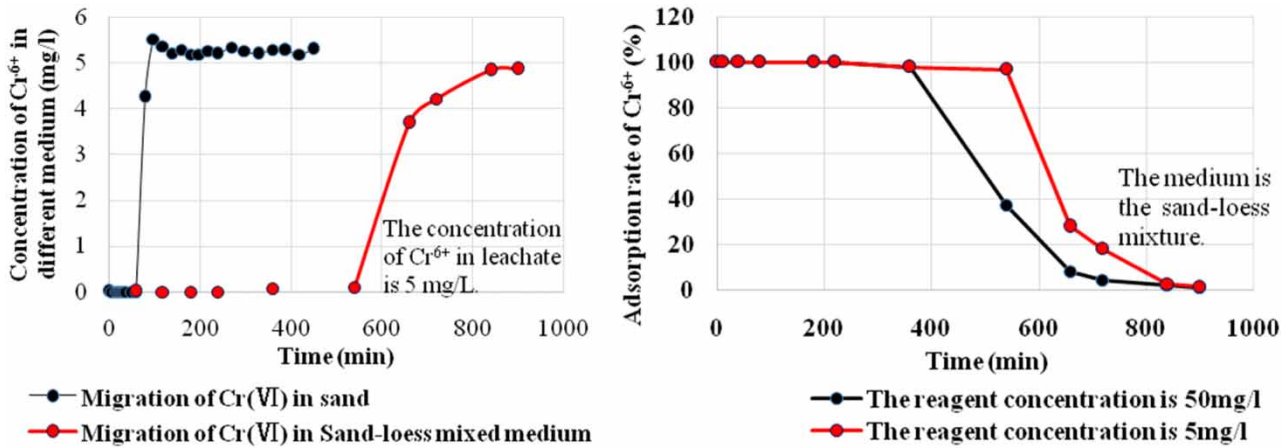 Concentration of Cr⁶⁺ in
different medium (mg/l)
6
5
4
3
2
1
0
0
200
400
600
800
1000
Time (min)
The concentration
of Cr⁶⁺ in leachate
is 5 mg/L.
Migration of Cr(Ⅵ) in sand
Migration of Cr(Ⅵ) in Sand-loess mixed medium
Adsorption rate of Cr⁶⁺ (%)
120
100
80
60
40
20
0
0
200
400
600
800
1000
Time (min)
The medium is
the sand-loess
mixture.
The reagent concentration is 50mg/l
The reagent concentration is 5mg/l